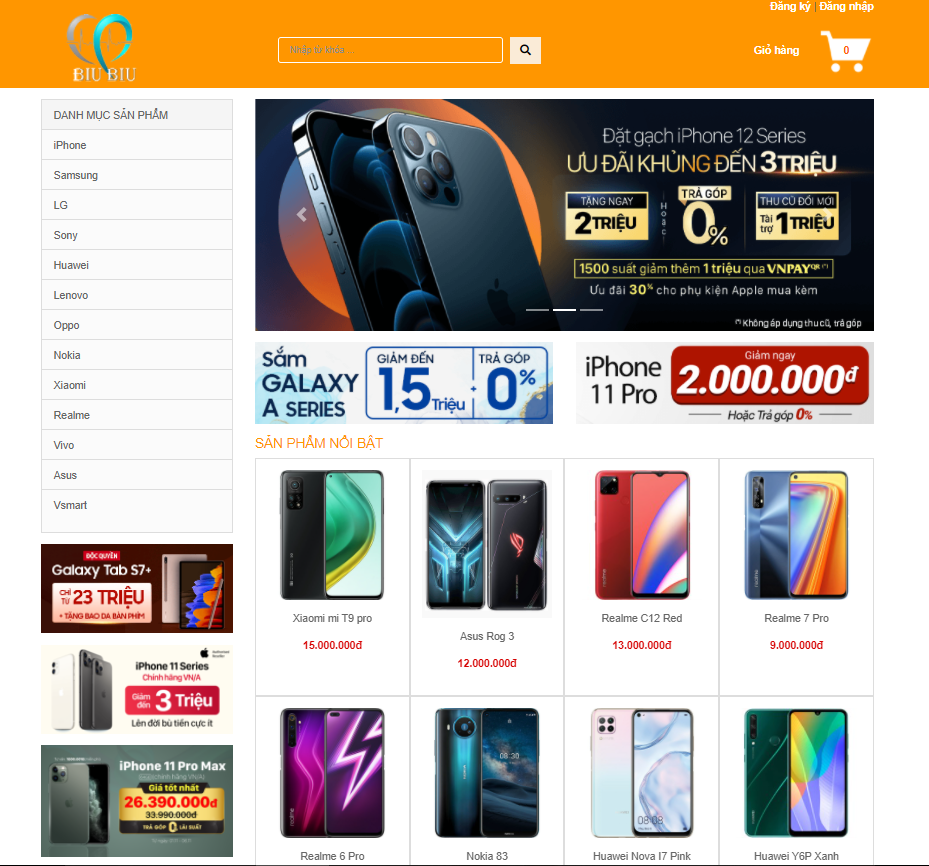 Đăng ký | Đăng nhập
BIU BIU
Nhập từ khóa...
Giỏ hàng
0
DANH MỤC SẢN PHẨM
iPhone
Samsung
LG
Sony
Huawei
Lenovo
Oppo
Nokia
Xiaomi
Realme
Vivo
Asus
Vsmart
Đặt gạch iPhone 12 Series
ƯU ĐÃI KHỦNG ĐẾN 3 TRIỆU
TẶNG NGAY
2 TRIỆU
Hoặc
TRẢ GÓP
0%
THU CŨ ĐỔI MỚI
Tài trợ 1 TRIỆU
1500 suất giảm thêm 1 triệu qua VNPAYQR (*)
Ưu đãi 30% cho phụ kiện Apple mua kèm
(*) Không áp dụng thu cũ, trả góp
Sắm
GALAXY
A SERIES
GIẢM ĐẾN
1,5 Triệu
+
TRẢ GÓP
0%
iPhone
11 Pro
Giảm ngay
2.000.000đ
Hoặc Trả góp 0%
SẢN PHẨM NỔI BẬT
Xiaomi mi T9 pro
15.000.000đ
Asus Rog 3
12.000.000đ
Realme C12 Red
13.000.000đ
Realme 7 Pro
9.000.000đ
Realme 6 Pro
Nokia 83
Huawei Nova I7 Pink
Huawei Y6P Xanh
realme
realme
realme
08:30
08:08
ĐỘC QUYỀN
Galaxy Tab S7+
CHỈ TỪ 23 TRIỆU
+ TẶNG BAO DA BÀN PHÍM
iPhone 11 Series
Chính hãng VN/A
Giảm đến 3 Triệu
Lên đời bù tiền cực ít
iPhone 11 Pro Max
(chính hãng VN/A)
Giá tốt nhất
26.390.000đ
33.990.000đ
TRẢ GÓP 0% LÃI SUẤT